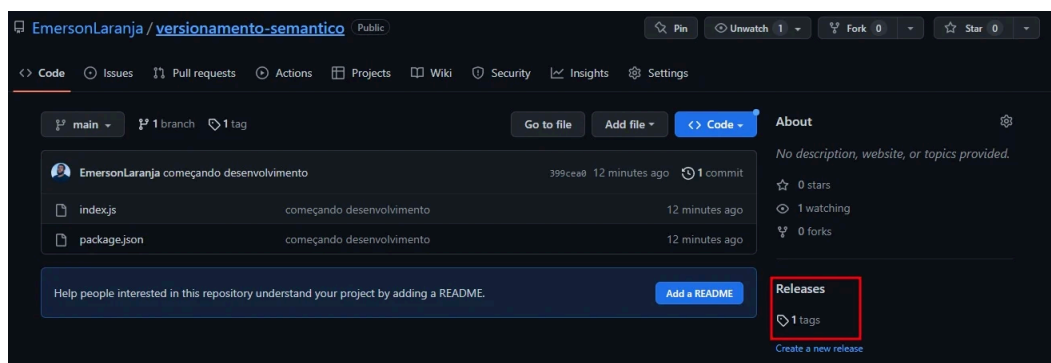 EmersonLaranja / versionamento-semantico Public Pin Unwatch 1 Fork 0 Star 0
<> Code Issues Pull requests Actions Projects Wiki Security Insights Settings
main 1 branch 1 tag Go to file Add file <> Code
EmersonLaranja começando desenvolvimento 399cea0 12 minutes ago 1 commit
index.js começando desenvolvimento 12 minutes ago
package.json começando desenvolvimento 12 minutes ago
Help people interested in this repository understand your project by adding a README. Add a README
About
No description, website, or topics provided.
0 stars
1 watching
0 forks
Releases
1 tags
Create a new release